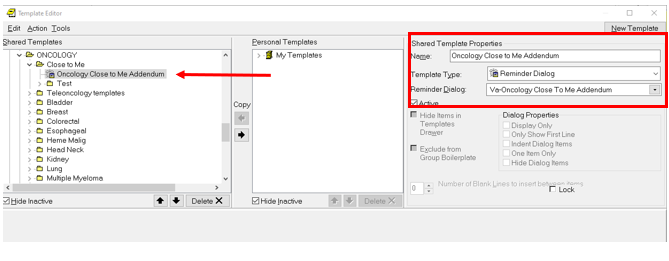 Template Editor
Edit Action Tools
New Template
Shared Templates
ONCOLOGY
Close to Me
Oncology Close to Me Addendum
Test
Teleoncology templates
Bladder
Breast
Colorectal
Esophageal
Heme Malig
Head Neck
Kidney
Lung
Multiple Myeloma
Hide Inactive
Delete X
Copy
Personal Templates
My Templates
Hide Inactive
Delete X
Shared Template Properties
Name: Oncology Close to Me Addendum
Template Type: Reminder Dialog
Reminder Dialog: Va-Oncology Close To Me Addendum
Active
Hide Items in
Templates
Drawer
Exclude from
Group Boilerplate
Dialog Properties
Display Only
Only Show First Line
Indent Dialog Items
One Item Only
Hide Dialog Items
0 Number of Blank Lines to insert between items
Lock